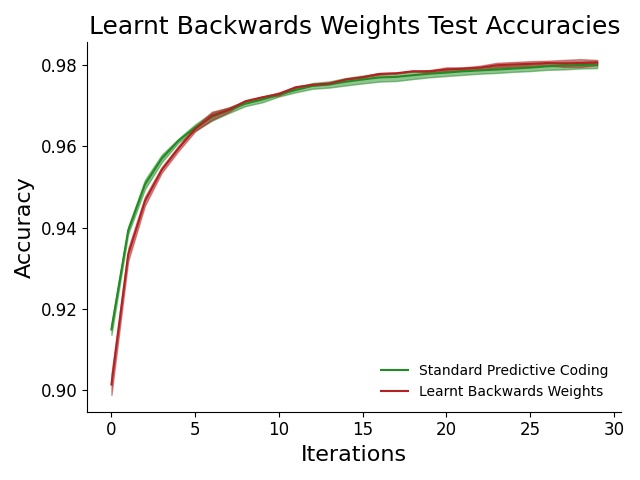 Learnt Backwards Weights Test Accuracies
0.98
0.96
0.94
0.92
0.90
Accuracy
Standard Predictive Coding
Learnt Backwards Weights
0 5 10 15 20 25 30
Iterations